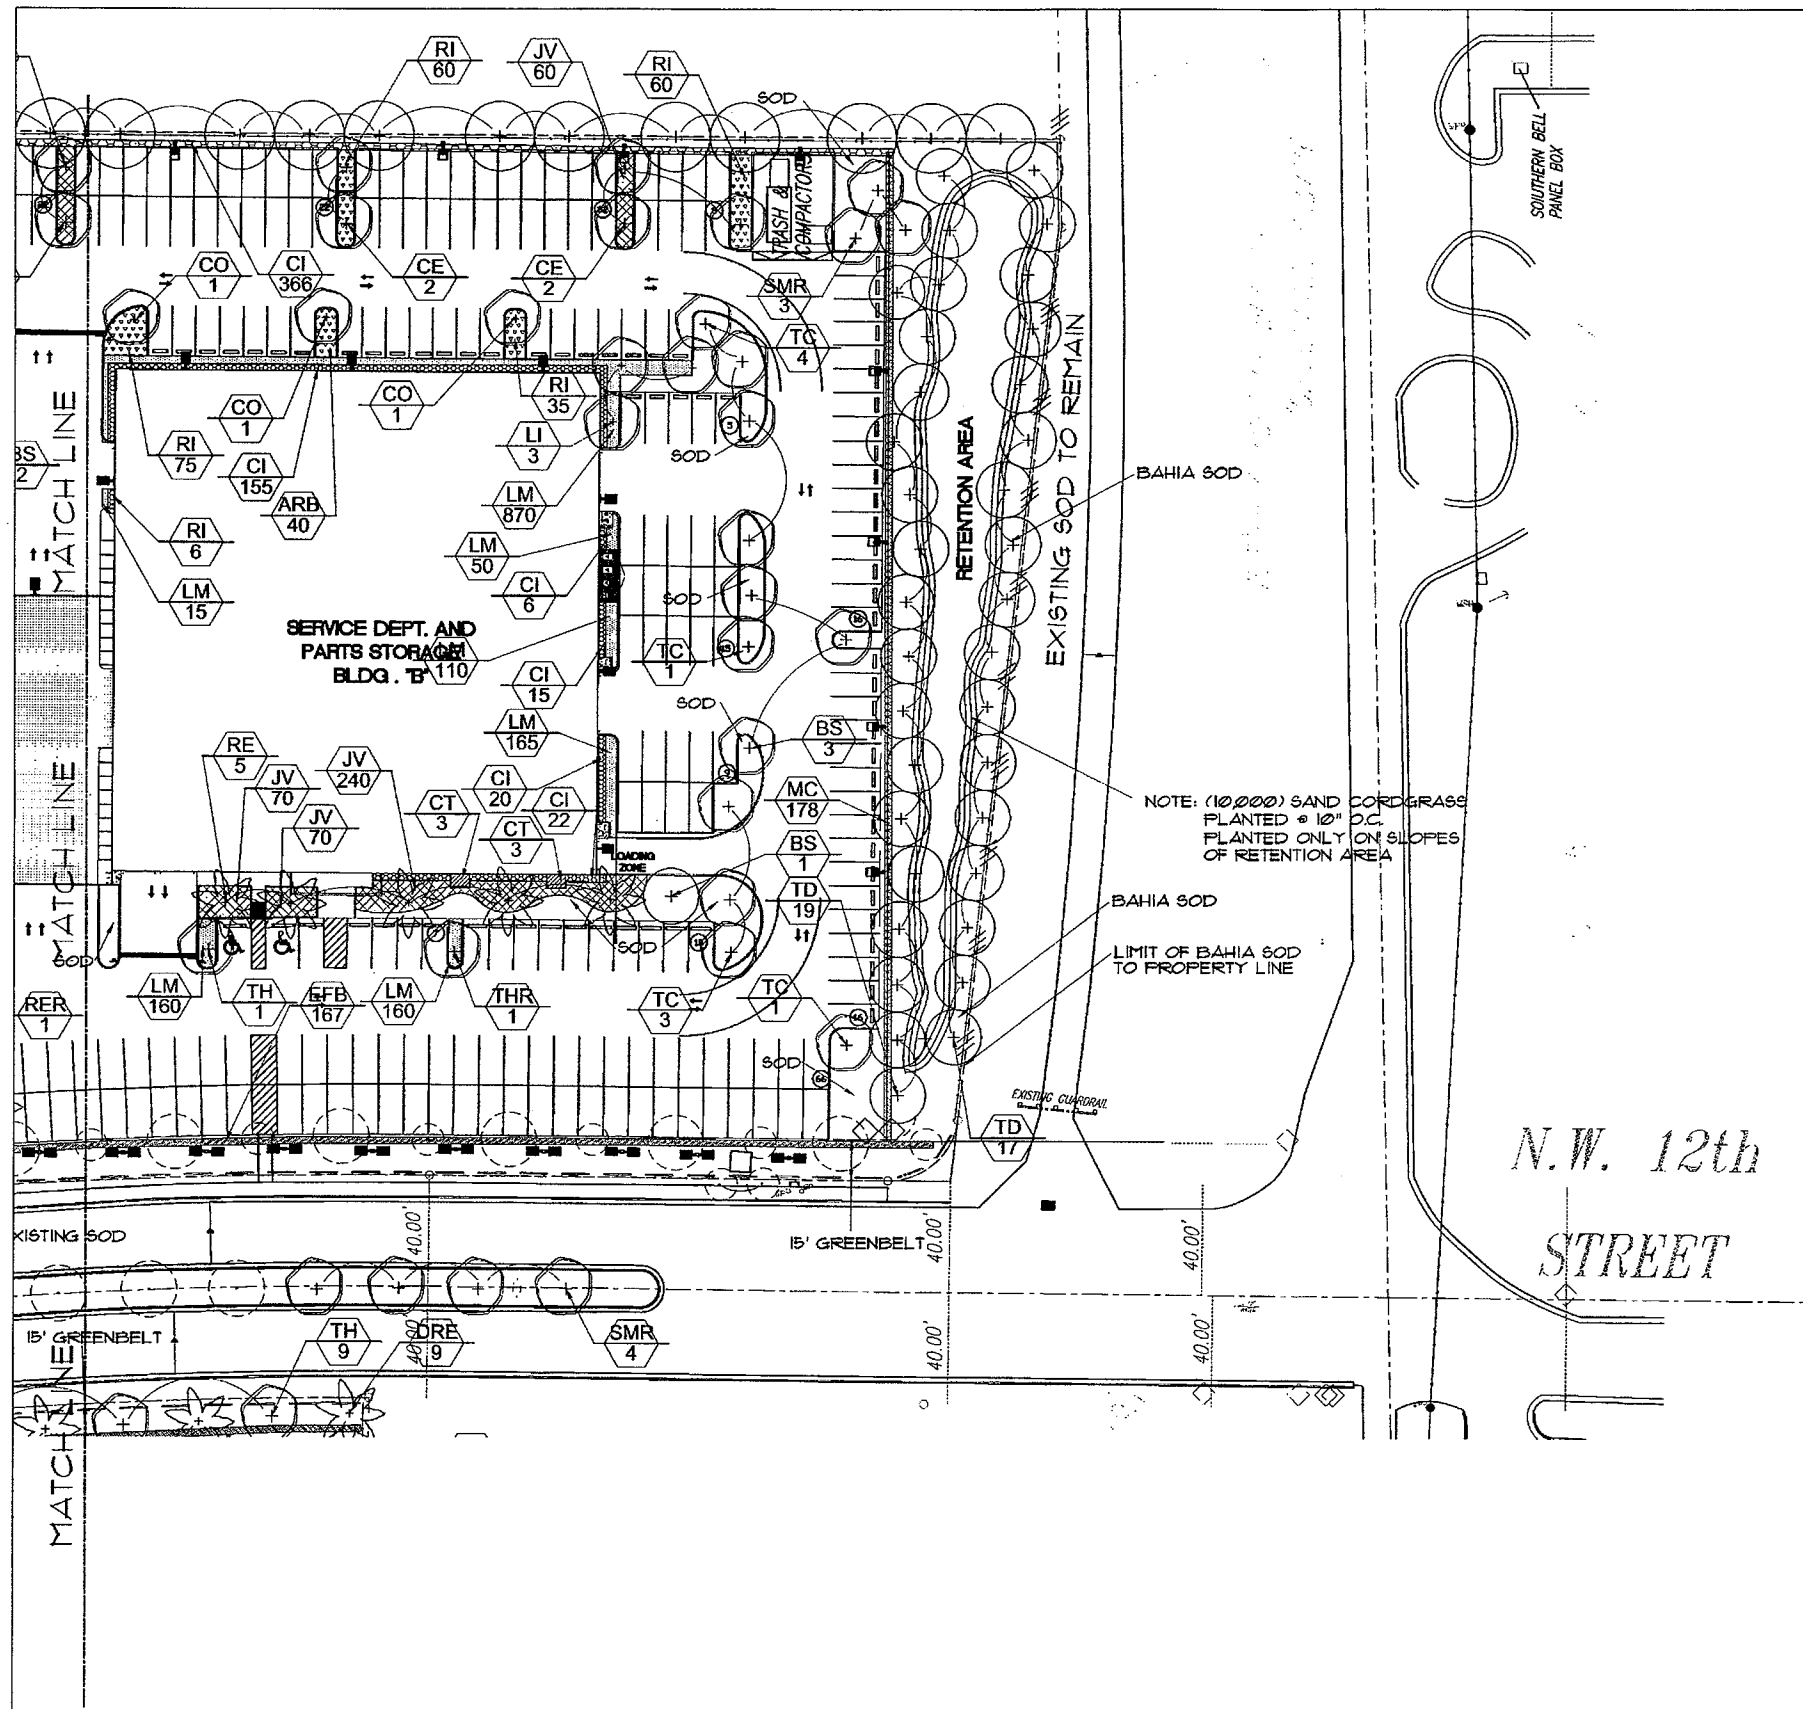 RI
60
JV
60
RI
60
SOD
TRASH &
COMPACTOR
SOUTHERN BELL
PANEL BOX
CO
1
CI
366
CE
2
CE
2
SMR
3
TC
4
MATCH LINE
CO
1
CO
1
RI
35
RI
75
CI
155
LI
3
SOD
BS
2
ARB
40
LM
870
RETENTION AREA
EXISTING SOD TO REMAIN
BAHIA SOD
RI
6
LM
50
LM
15
CI
6
SOD
SERVICE DEPT. AND
PARTS STORAGE
BLDG. "B"
LM
110
TC
1
CI
15
SOD
LM
165
BS
3
MATCH LINE
RE
5
JV
70
JV
240
CI
20
CI
22
CT
3
CT
3
JV
70
MC
178
NOTE: (10,000) SAND CORDGRASS
PLANTED @ 10" O.C.
PLANTED ONLY ON SLOPES
OF RETENTION AREA
LOADING
ZONE
BS
1
TD
19
BAHIA SOD
SOD
SOD
LIMIT OF BAHIA SOD
TO PROPERTY LINE
RER
1
LM
160
TH
1
EFB
167
LM
160
THR
1
TC
3
TC
1
SOD
EXISTING GUARDRAIL
TD
17
N.W. 12th
STREET
XISTING SOD
40.00'
15' GREENBELT
40.00'
40.00'
15' GREENBELT
TH
9
DRE
9
40.00'
SMR
4
40.00'
40.00'
MATCH LINE